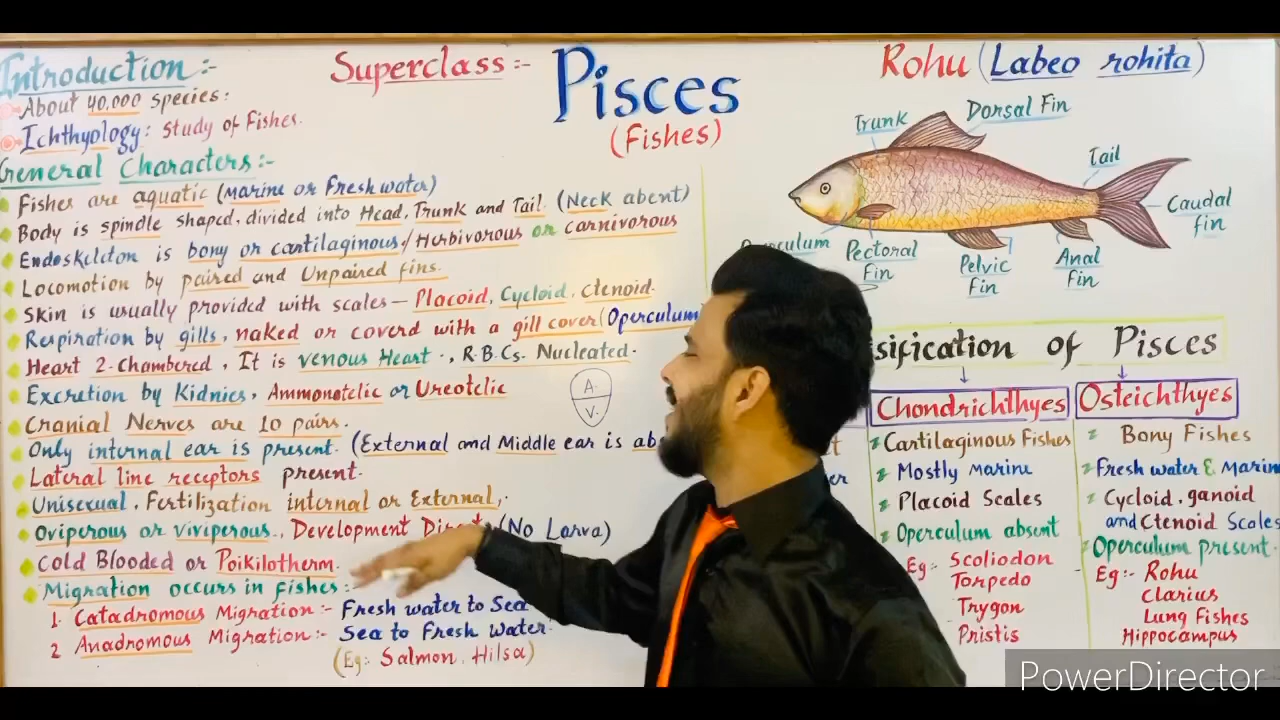 Introduction :-
About 40,000 species:
Ichthyology: Study of Fishes.
General Characters:-
Fishes are aquatic (marine or Fresh water)
Body is spindle shaped, divided into Head, Trunk and Tail (Neck abent)
Endoskeleton is bony or cartilaginous/Herbivorous or carnivorous
Locomotion by paired and Unpaired fins.
Skin is usually provided with scales— Placoid, Cycloid, Ctenoid.
Respiration by gills, naked or coverd with a gill cover (Operculum
Heart 2-Chambered, It is venous Heart., R.B.Cs. Nucleated.
A.
V.
Excretion by Kidnies, Ammonotelic or Ureotelic
Cranial Nerves are 10 pairs.
Only internal ear is present. (External and Middle ear is ab
Lateral line receptors present.
Unisexual, Fertilization internal or External,.
Oviperous or viviperous., Development (No Larva)
Cold Blooded or Poikilotherm.
Migration occurs in fishes:
1. Catadromous Migration:- Fresh water to Sea
2 Anadromous Migration:- Sea to Fresh Water.
(Eg:- Salmon, Hilsa)
Superclass:-
Pisces
(Fishes)
Rohu (Labeo rohita)
Trunk
Dorsal Fin
Tail
Caudal
fin
Pectoral
Fin
Pelvic
Fin
Anal
Fin
sification of Pisces
Chondrichthyes
Cartilaginous Fishes
Mostly Marine
Placoid Scales
Operculum absent
Eg:- Scoliodon
Torpedo
Trygon
Pristis
Osteichthyes
Bony Fishes
Fresh water & Marin
Cycloid, ganoid
and Ctenoid Scales
Operculum present.
Eg:- Rohu
Clarius
Lung Fishes
Hippocampus
PowerDirector